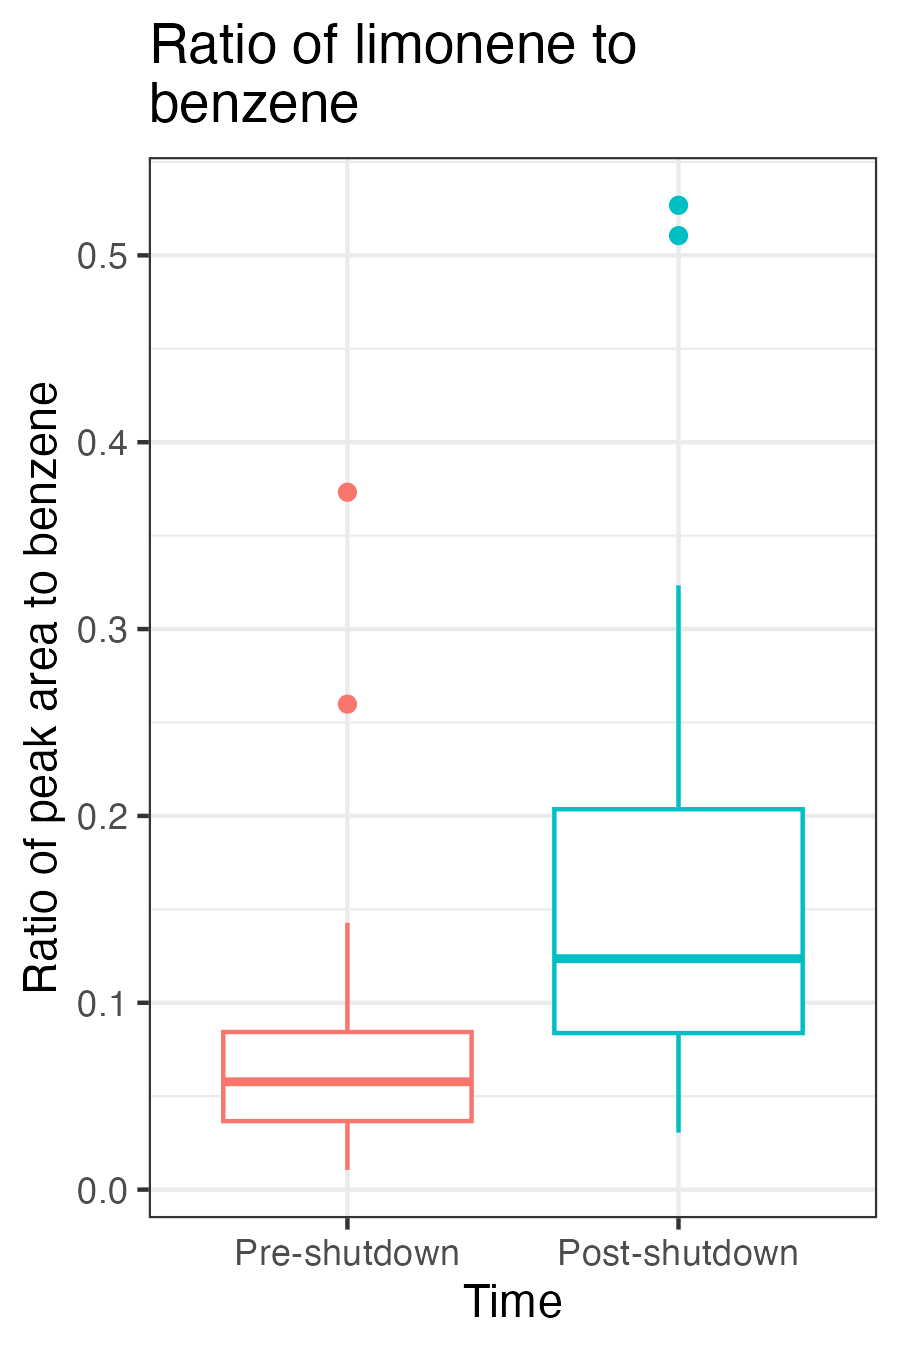 Ratio of limonene to
benzene
Ratio of peak area to benzene
0.5
0.4
0.3
0.2
0.1
0.0
Pre-shutdown
Post-shutdown
Time